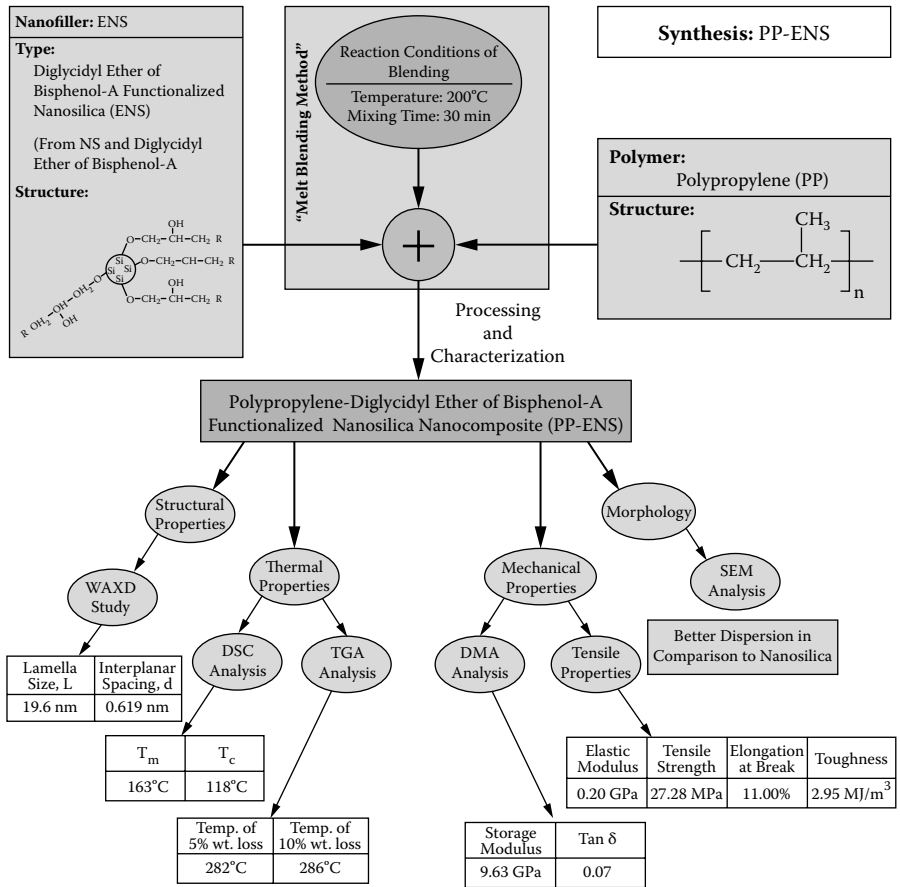 Nanofiller: ENS
Type:
Diglycidyl Ether of
Bisphenol-A Functionalized
Nanosilica (ENS)
(From NS and Diglycidyl
Ether of Bisphenol-A
Structure:
OH
O—CH₂—CH—CH₂ R
Si
Si Si
Si
O—CH₂—CH₂—CH₂ R
OH
O—CH₂—CH—CH₂ R
R OH₂—OH—OH₂—O
OH
"Melt Blending Method"
Reaction Conditions of
Blending
Temperature: 200°C
Mixing Time: 30 min
+
Synthesis: PP-ENS
Polymer:
Polypropylene (PP)
Structure:
CH₃
CH₂ — CH₂
n
Processing
and
Characterization
Polypropylene-Diglycidyl Ether of Bisphenol-A
Functionalized Nanosilica Nanocomposite (PP-ENS)
Structural
Properties
WAXD
Study
Lamella
Size, L
Interplanar
Spacing, d
19.6 nm
0.619 nm
Thermal
Properties
DSC
Analysis
TGA
Analysis
Tm
Tc
163°C
118°C
Temp. of
5% wt. loss
Temp. of
10% wt. loss
282°C
286°C
Mechanical
Properties
DMA
Analysis
Tensile
Properties
Storage
Modulus
Tan δ
9.63 GPa
0.07
Elastic
Modulus
Tensile
Strength
Elongation
at Break
Toughness
0.20 GPa
27.28 MPa
11.00%
2.95 MJ/m³
Morphology
SEM
Analysis
Better Dispersion in
Comparison to Nanosilica